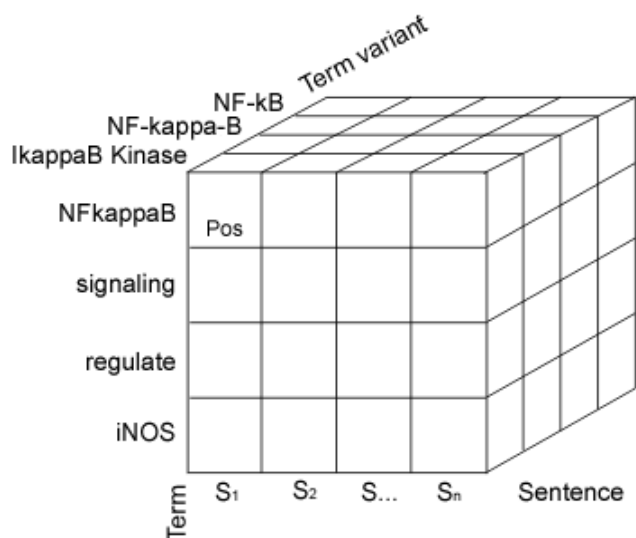 Term variant
NF-kB
NF-kappa-B
IkappaB Kinase
NFkappaB
Pos
signaling
regulate
iNOS
Term
S1 S2 S... Sn Sentence